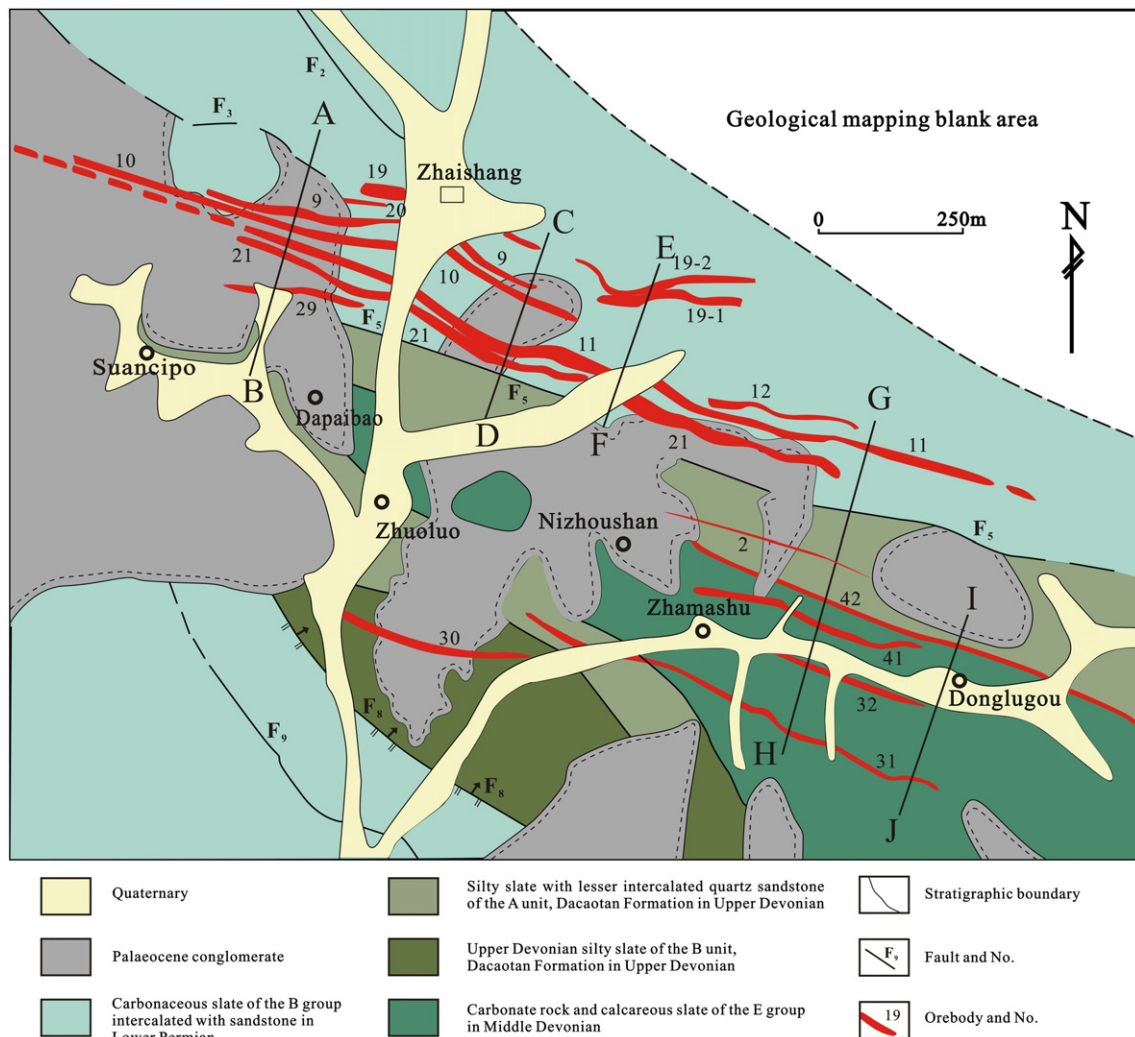 F2
A
Geological mapping blank area
F3
10
19
Zhaishang
0
250m
N
9
20
C
E
19-2
21
10
9
19-1
29
F5
21
11
Suancipo
F5
12
G
B
Dapaibao
D
F
21
11
Zhuoluo
Nizhoushan
2
F5
Zhamashu
42
I
30
41
Donglugou
32
F8
F9
H
31
F8
J
Quaternary
Silty slate with lesser intercalated quartz sandstone
of the A unit, Dacaotan Formation in Upper Devonian
Stratigraphic boundary
Palaeocene conglomerate
Upper Devonian silty slate of the B unit,
Dacaotan Formation in Upper Devonian
F9
Fault and No.
Carbonaceous slate of the B group
intercalated with sandstone in
Lower Permian
Carbonate rock and calcareous slate of the E group
in Middle Devonian
19
Orebody and No.